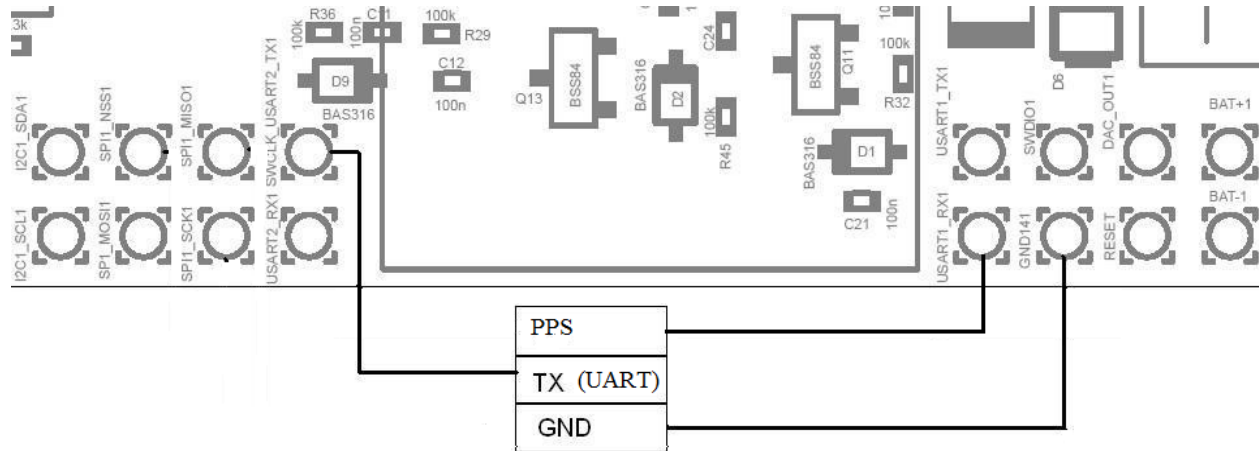 .3k
R36
100k
C11
100n
100k
R29
C12
100n
D9
BAS316
Q13
BSS84
BAS316
D2
C24
100k
R45
BSS84
Q11
100k
R32
BAS316
D1
C21
100n
D6
I2C1_SDA1
SPI1_NSS1
SPI1_MISO1
SWCLK_USART2_TX1
USART1_TX1
SWDIO1
DAC_OUT1
BAT+1
I2C1_SCL1
SP1_MOSI1
SPI1_SCK1
USART2_RX1
USART1_RX1
GND141
RESET
BAT-1
PPS
TX (UART)
GND